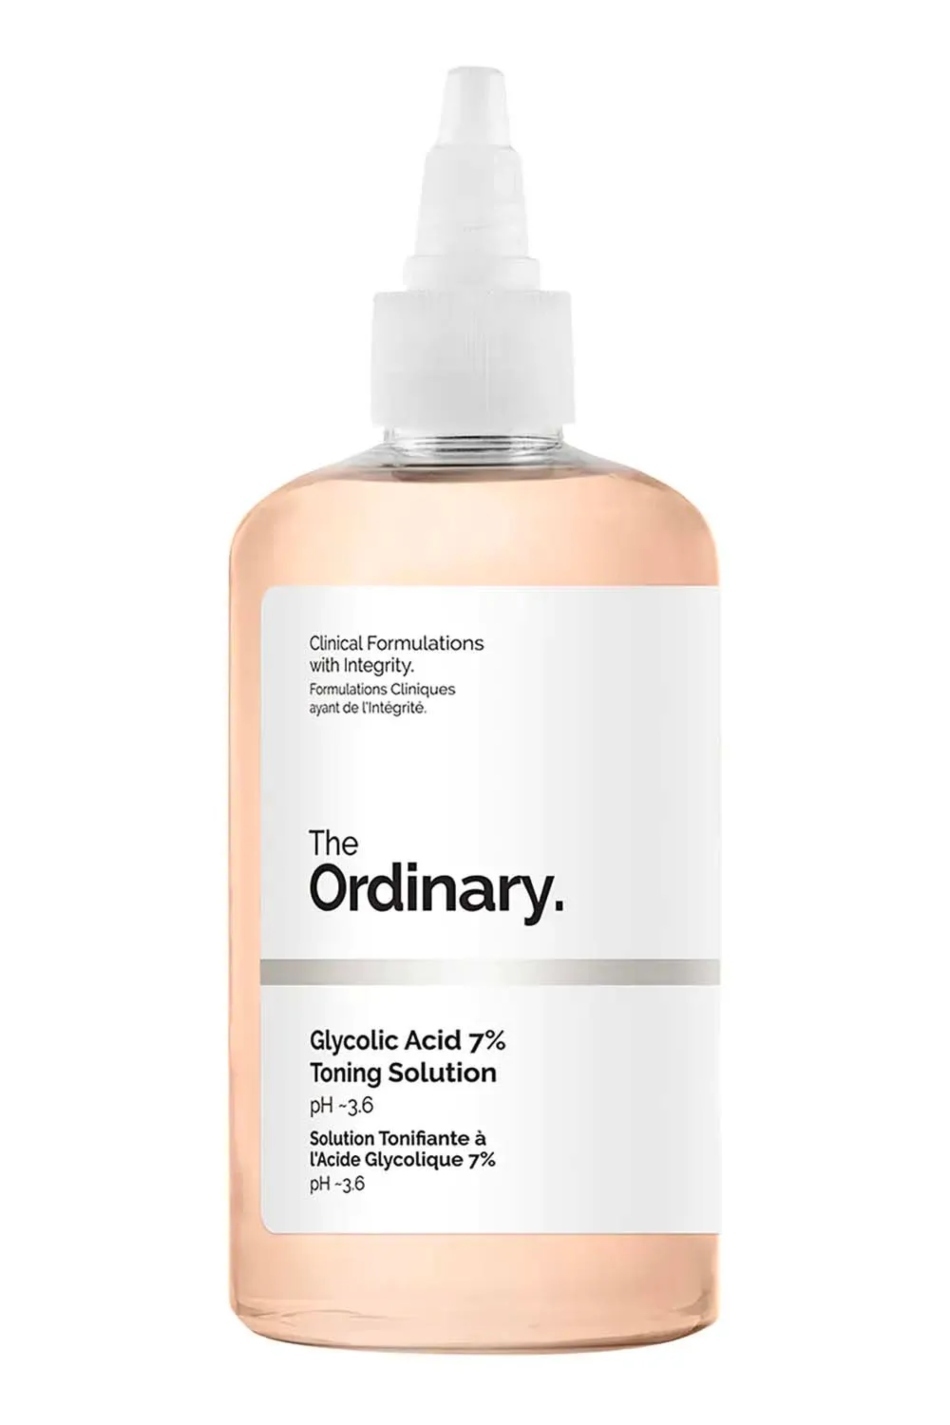 Clinical Formulations
with Integrity.
Formulations Cliniques
ayant de l'Intégrité.
The
Ordinary.
Glycolic Acid 7%
Toning Solution
pH ~3.6
Solution Tonifiante à
l'Acide Glycolique 7%
pH ~3.6